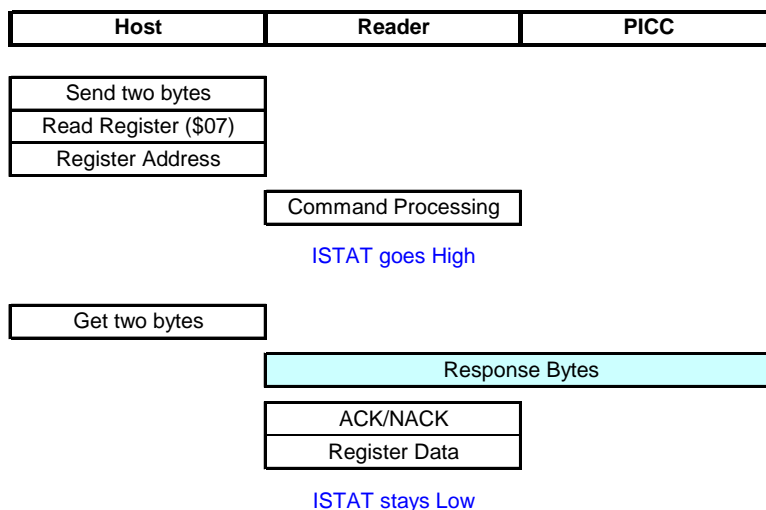 Host Reader PICC
Send two bytes
Read Register ($07)
Register Address
Command Processing
ISTAT goes High
Get two bytes
Response Bytes
ACK/NACK
Register Data
ISTAT stays Low